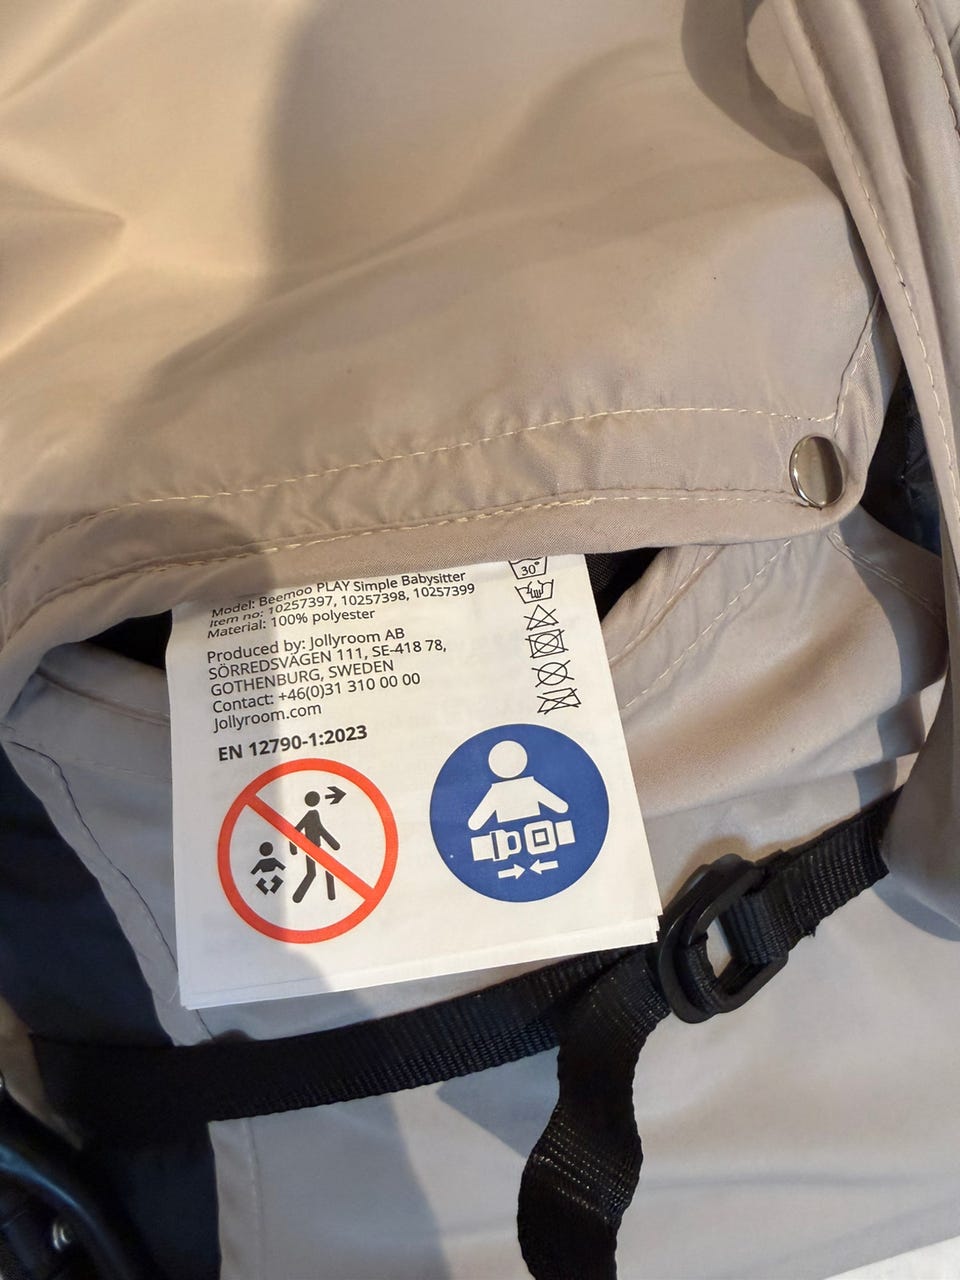 Model: Beemoo PLAY Simple Babysitter
Item no: 10257397, 10257398, 10257399
Material: 100% polyester
Produced by: Jollyroom AB
SÖRREDSVÄGEN 111, SE-418 78,
GOTHENBURG, SWEDEN
Contact: +46(0)31 310 00 00
Jollyroom.com
EN 12790-1:2023
30°